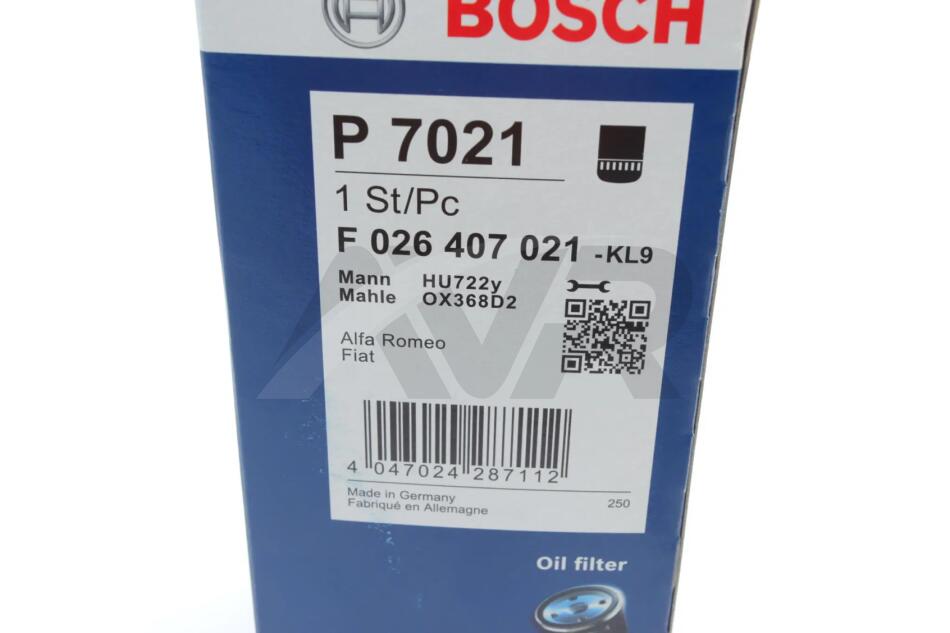 BOSCH
P 7021
1 St/Pc
F 026 407 021 -KL9
Mann HU722y
Mahle OX368D2
Alfa Romeo
Fiat
AVR
4 047024 287112
Made in Germany 250
Fabriqué en Allemagne
Oil filter